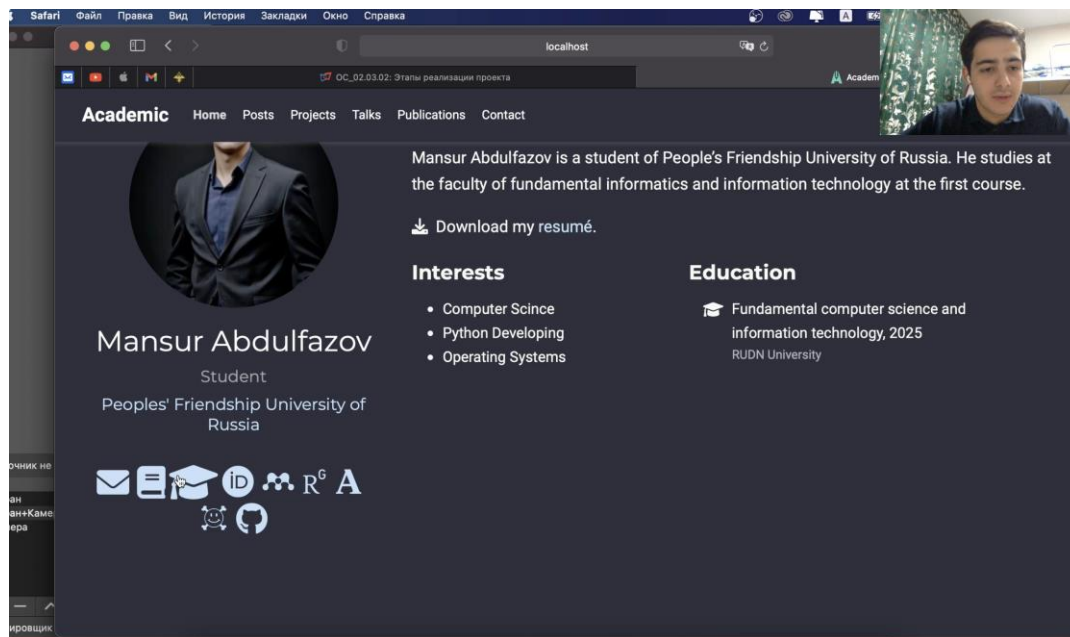 Safari Файл Правка Вид История Закладки Окно Справка
localhost
ОС_02.03.02: Этапы реализации проекта
Academ
Academic Home Posts Projects Talks Publications Contact
Mansur Abdulfazov is a student of People’s Friendship University of Russia. He studies at
the faculty of fundamental informatics and information technology at the first course.
Download my resumé.
Interests
Computer Scince
Python Developing
Operating Systems
Education
Fundamental computer science and
information technology, 2025
RUDN University
Mansur Abdulfazov
Student
Peoples' Friendship University of
Russia
iD RG A
очник не
ан
ан+Каме
ера
ировщик